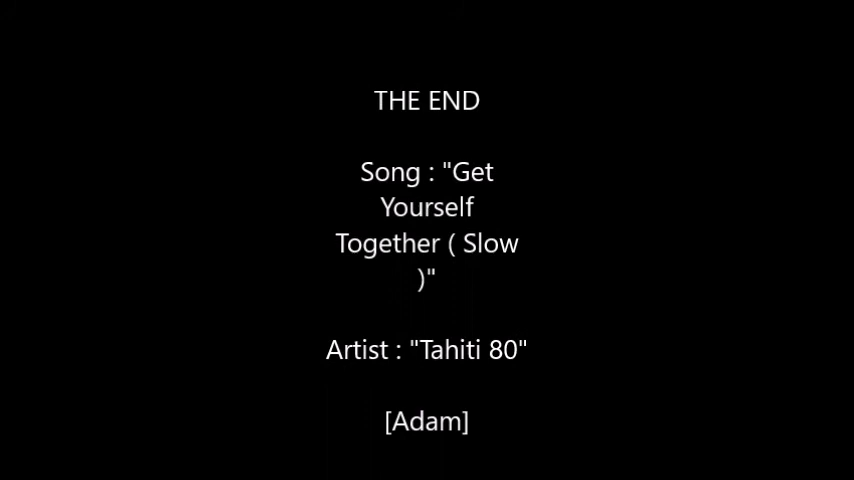 THE END
Song : "Get
Yourself
Together ( Slow
)"
Artist : "Tahiti 80"
[Adam]